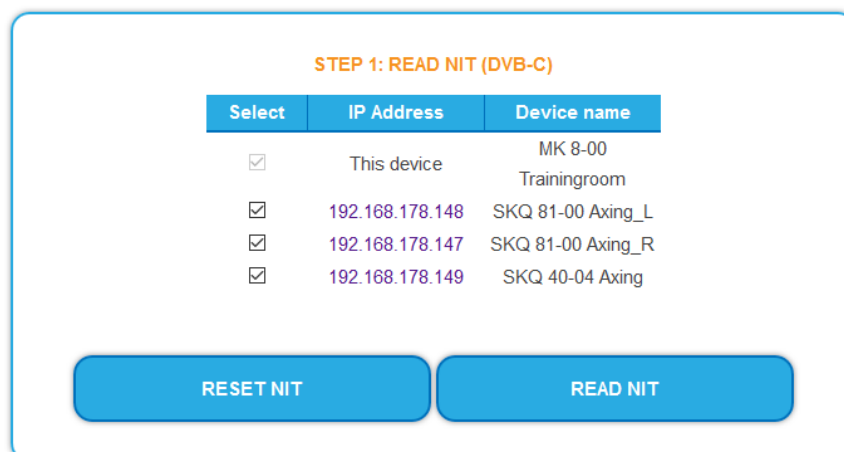 STEP 1: READ NIT (DVB-C)
Select IP Address Device name
This device MK 8-00 Trainingroom
192.168.178.148 SKQ 81-00 Axing_L
192.168.178.147 SKQ 81-00 Axing_R
192.168.178.149 SKQ 40-04 Axing
RESET NIT READ NIT